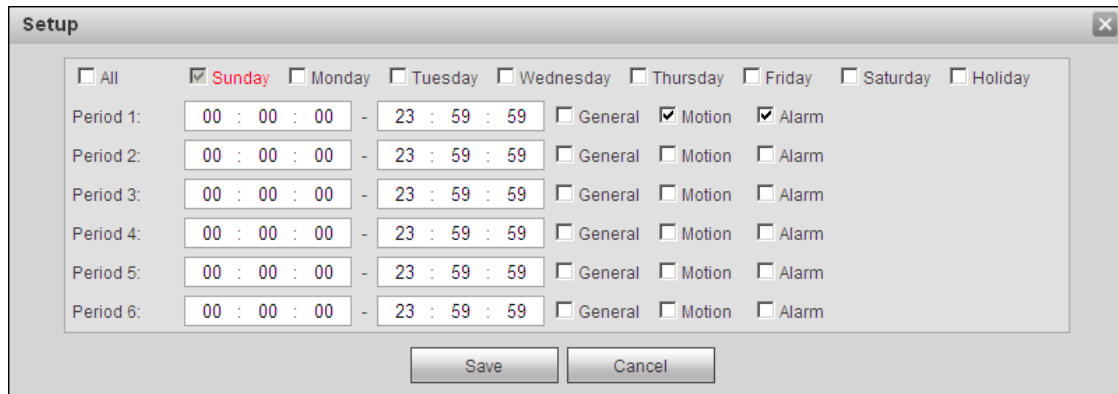 Setup
All Sunday Monday Tuesday Wednesday Thursday Friday Saturday Holiday
Period 1: 00 : 00 : 00 - 23 : 59 : 59 General Motion Alarm
Period 2: 00 : 00 : 00 - 23 : 59 : 59 General Motion Alarm
Period 3: 00 : 00 : 00 - 23 : 59 : 59 General Motion Alarm
Period 4: 00 : 00 : 00 - 23 : 59 : 59 General Motion Alarm
Period 5: 00 : 00 : 00 - 23 : 59 : 59 General Motion Alarm
Period 6: 00 : 00 : 00 - 23 : 59 : 59 General Motion Alarm
Save Cancel